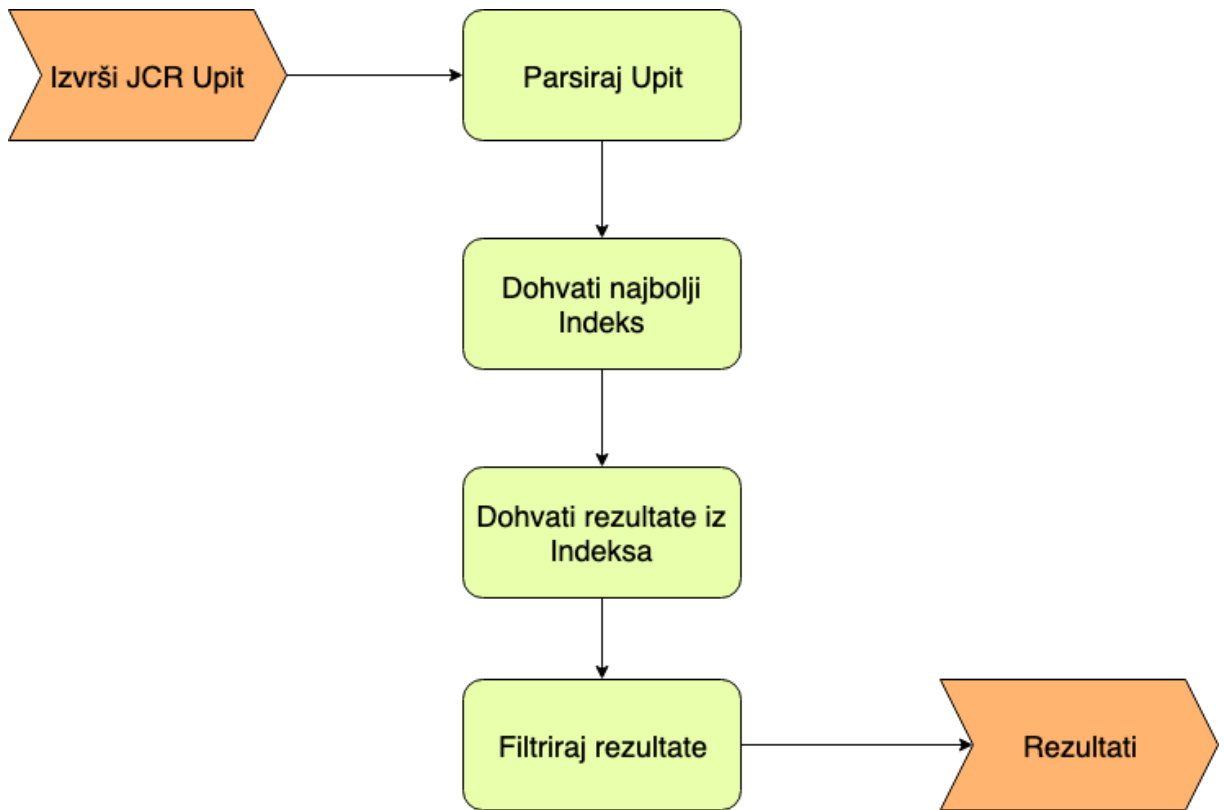 Izvrši JCR Upit
Parsiraj Upit
Dohvati najbolji
Indeks
Dohvati rezultate iz
Indeksa
Filtriraj rezultate
Rezultati